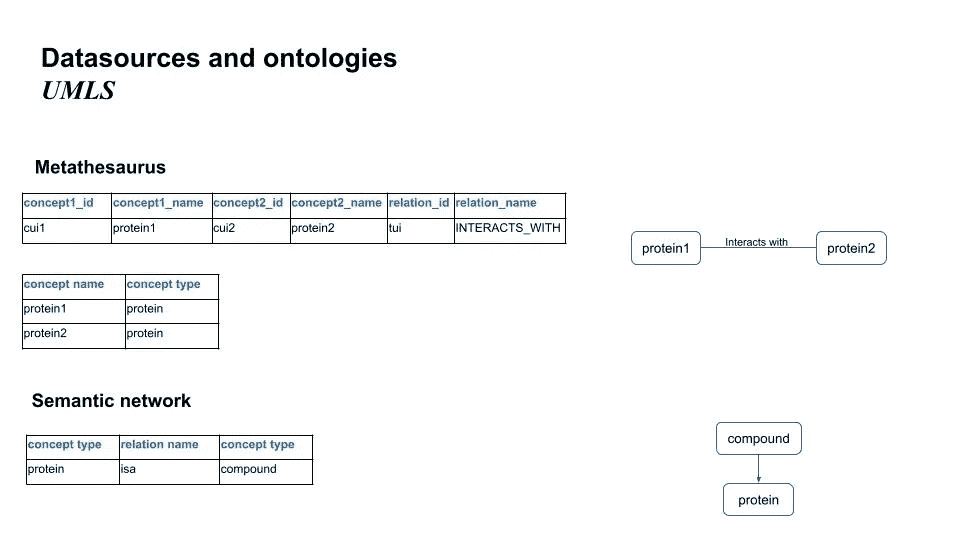 Datasources and ontologies
UMLS
Metathesaurus
concept1_id concept1_name concept2_id concept2_name relation_id relation_name
cui1 protein1 cui2 protein2 tui INTERACTS_WITH
protein1 Interacts with protein2
concept name concept type
protein1 protein
protein2 protein
Semantic network
concept type relation name concept type
protein isa compound
compound
protein